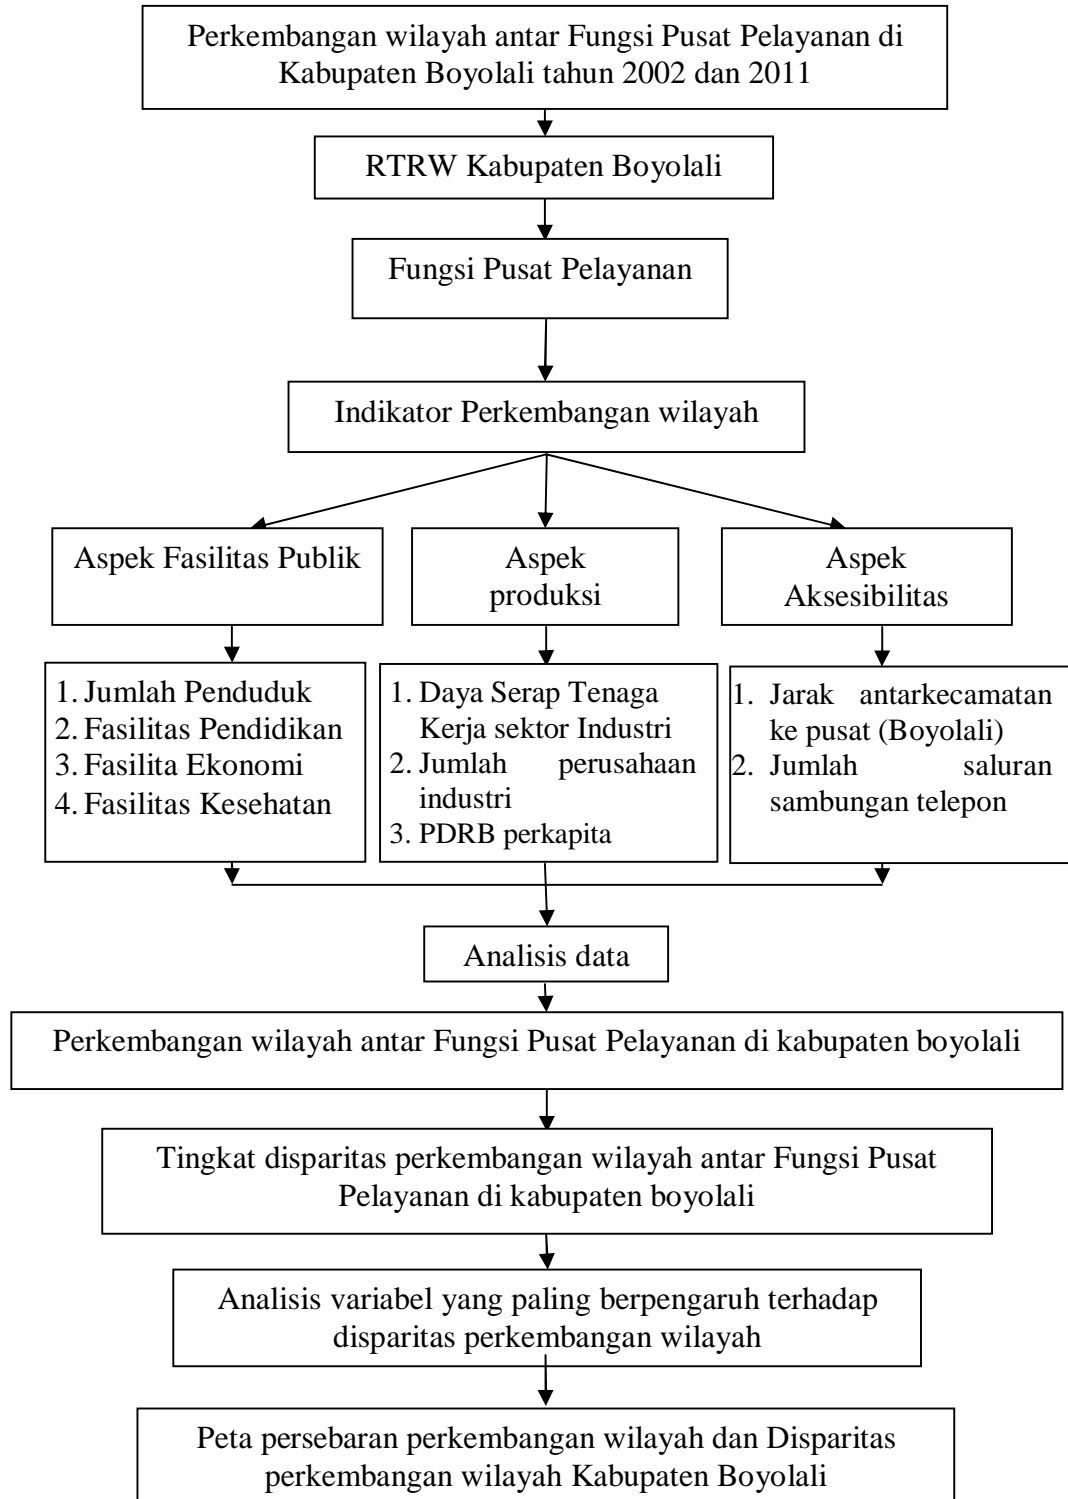 Perkembangan wilayah antar Fungsi Pusat Pelayanan di
Kabupaten Boyolali tahun 2002 dan 2011
RTRW Kabupaten Boyolali
Fungsi Pusat Pelayanan
Indikator Perkembangan wilayah
Aspek Fasilitas Publik
Aspek
produksi
Aspek
Aksesibilitas
1. Jumlah Penduduk
2. Fasilitas Pendidikan
3. Fasilita Ekonomi
4. Fasilitas Kesehatan
1. Daya Serap Tenaga
Kerja sektor Industri
2. Jumlah perusahaan
industri
3. PDRB perkapita
1. Jarak antarkecamatan
ke pusat (Boyolali)
2. Jumlah saluran
sambungan telepon
Analisis data
Perkembangan wilayah antar Fungsi Pusat Pelayanan di kabupaten boyolali
Tingkat disparitas perkembangan wilayah antar Fungsi Pusat
Pelayanan di kabupaten boyolali
Analisis variabel yang paling berpengaruh terhadap
disparitas perkembangan wilayah
Peta persebaran perkembangan wilayah dan Disparitas
perkembangan wilayah Kabupaten Boyolali